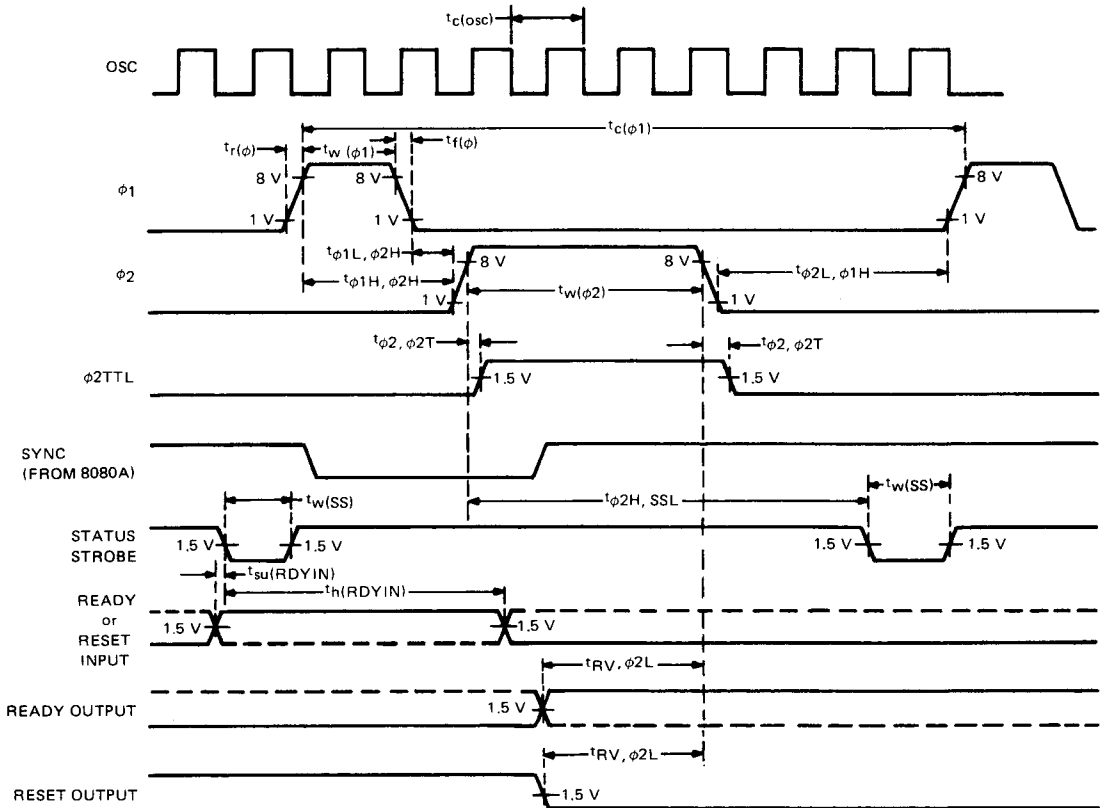 tc(osc)
OSC
tc(ϕ1)
tr(ϕ) tw (ϕ1) tf(ϕ)
ϕ1 8 V 8 V 8 V
1 V 1 V 1 V
tϕ1L, ϕ2H
ϕ2 8 V 8 V tϕ2L, ϕ1H
tϕ1H, ϕ2H
1 V tw(ϕ2) 1 V
tϕ2, ϕ2T tϕ2, ϕ2T
ϕ2TTL 1.5 V 1.5 V
SYNC
(FROM 8080A)
tw(SS) tϕ2H, SSL tw(SS)
STATUS
STROBE
1.5 V 1.5 V 1.5 V 1.5 V
tsu(RDYIN)
th(RDYIN)
READY
or
RESET
INPUT
1.5 V 1.5 V
tRV, ϕ2L
READY OUTPUT 1.5 V
tRV, ϕ2L
RESET OUTPUT 1.5 V